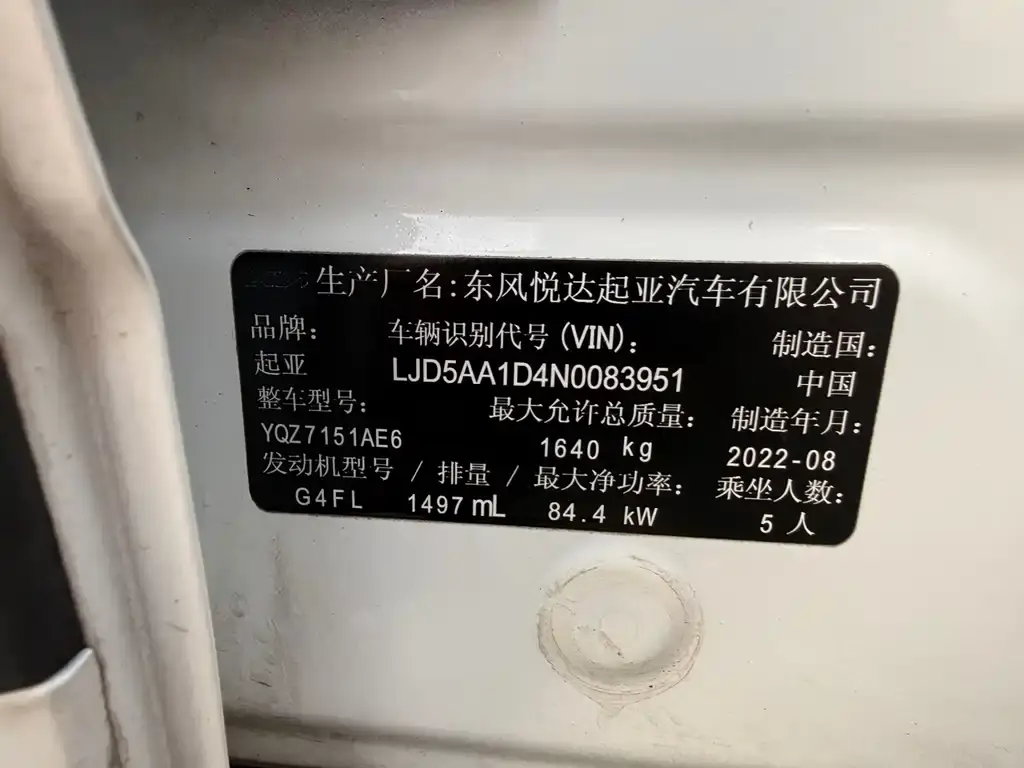 生产厂名:东风悦达起亚汽车有限公司
品牌: 车辆识别代号(VIN): 制造国:
起亚 LJD5AA1D4N0083951 中国
整车型号: 最大允许总质量: 制造年月:
YQZ7151AE6 1640 kg 2022-08
发动机型号 / 排量 / 最大净功率: 乘坐人数:
G4FL 1497 mL 84.4 kW 5 人